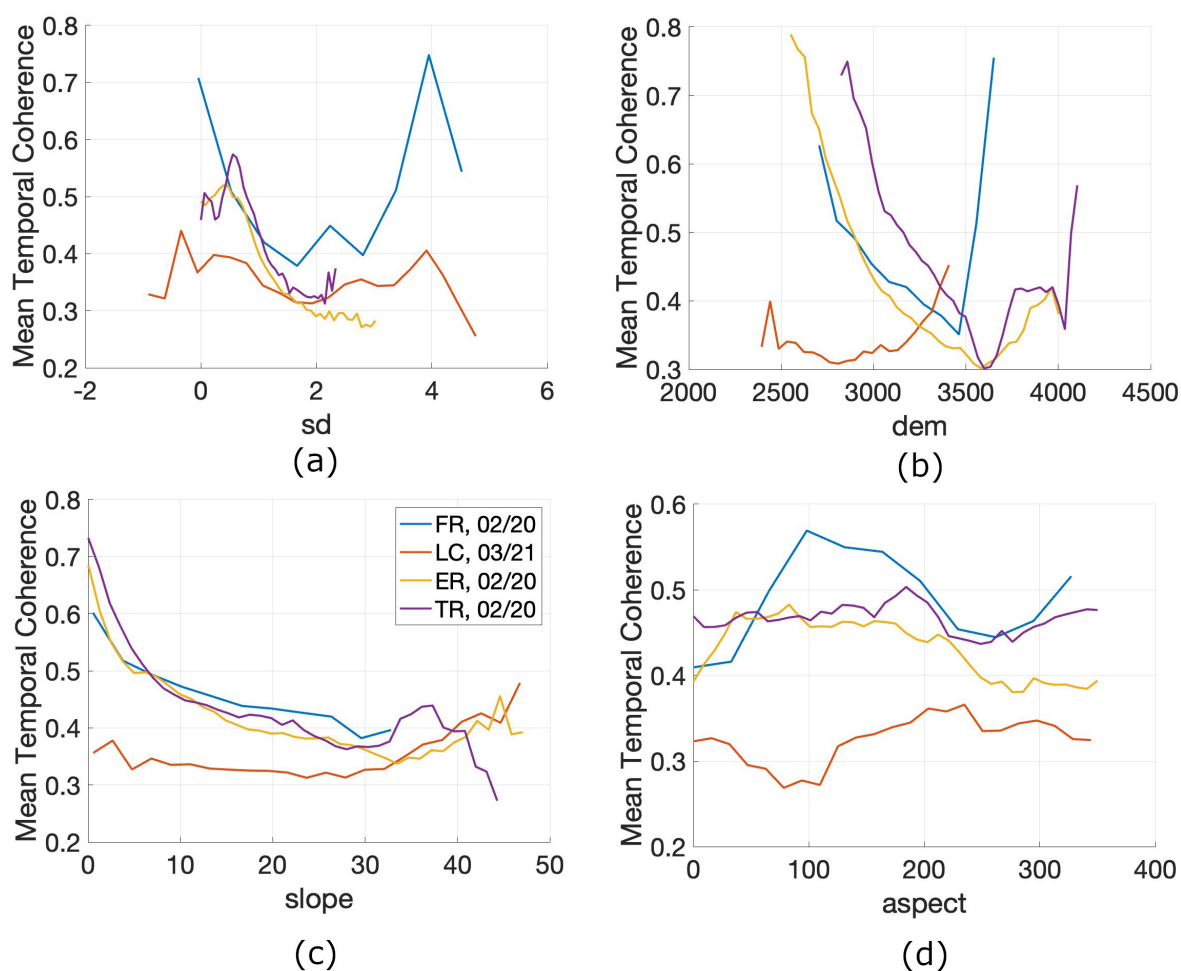 Mean Temporal Coherence
0.8
0.7
0.6
0.5
0.4
0.3
0.2
-2 0 2 4 6
sd
(a)
Mean Temporal Coherence
0.8
0.7
0.6
0.5
0.4
0.3
2000 2500 3000 3500 4000 4500
dem
(b)
Mean Temporal Coherence
0.8
0.7
0.6
0.5
0.4
0.3
0.2
0 10 20 30 40 50
slope
FR, 02/20
LC, 03/21
ER, 02/20
TR, 02/20
(c)
Mean Temporal Coherence
0.6
0.5
0.4
0.3
0.2
0 100 200 300 400
aspect
(d)